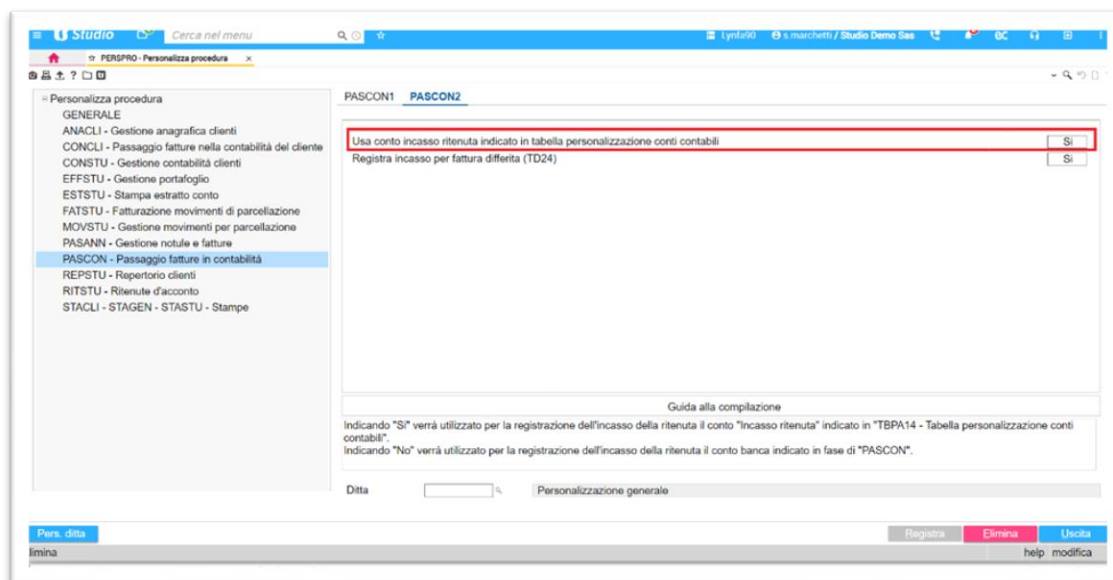 U Studio
Cerca nel menu
Lynfa90
s.marchetti / Studio Demo Sas
PERSPRO - Personalizza procedura
Personalizza procedura
GENERALE
ANACLI - Gestione anagrafica clienti
CONCLI - Passaggio fatture nella contabilità del cliente
CONSTU - Gestione contabilità clienti
EFFSTU - Gestione portafoglio
ESTSTU - Stampa estratto conto
FATSTU - Fatturazione movimenti di parcellazione
MOVSTU - Gestione movimenti per parcellazione
PASANN - Gestione notule e fatture
PASCON - Passaggio fatture in contabilità
REPSTU - Repertorio clienti
RITSTU - Ritenute d'acconto
STACLI - STAGEN - STASTU - Stampe
PASCON1 PASCON2
Usa conto incasso ritenuta indicato in tabella personalizzazione conti contabili Si
Registra incasso per fattura differita (TD24) Si
Guida alla compilazione
Indicando "Si" verrà utilizzato per la registrazione dell'incasso della ritenuta il conto "Incasso ritenuta" indicato in "TBPA14 - Tabella personalizzazione conti
contabili".
Indicando "No" verrà utilizzato per la registrazione dell'incasso della ritenuta il conto banca indicato in fase di "PASCON".
Ditta Personalizzazione generale
Pers. ditta Registra Elimina Uscita
limina help modifica